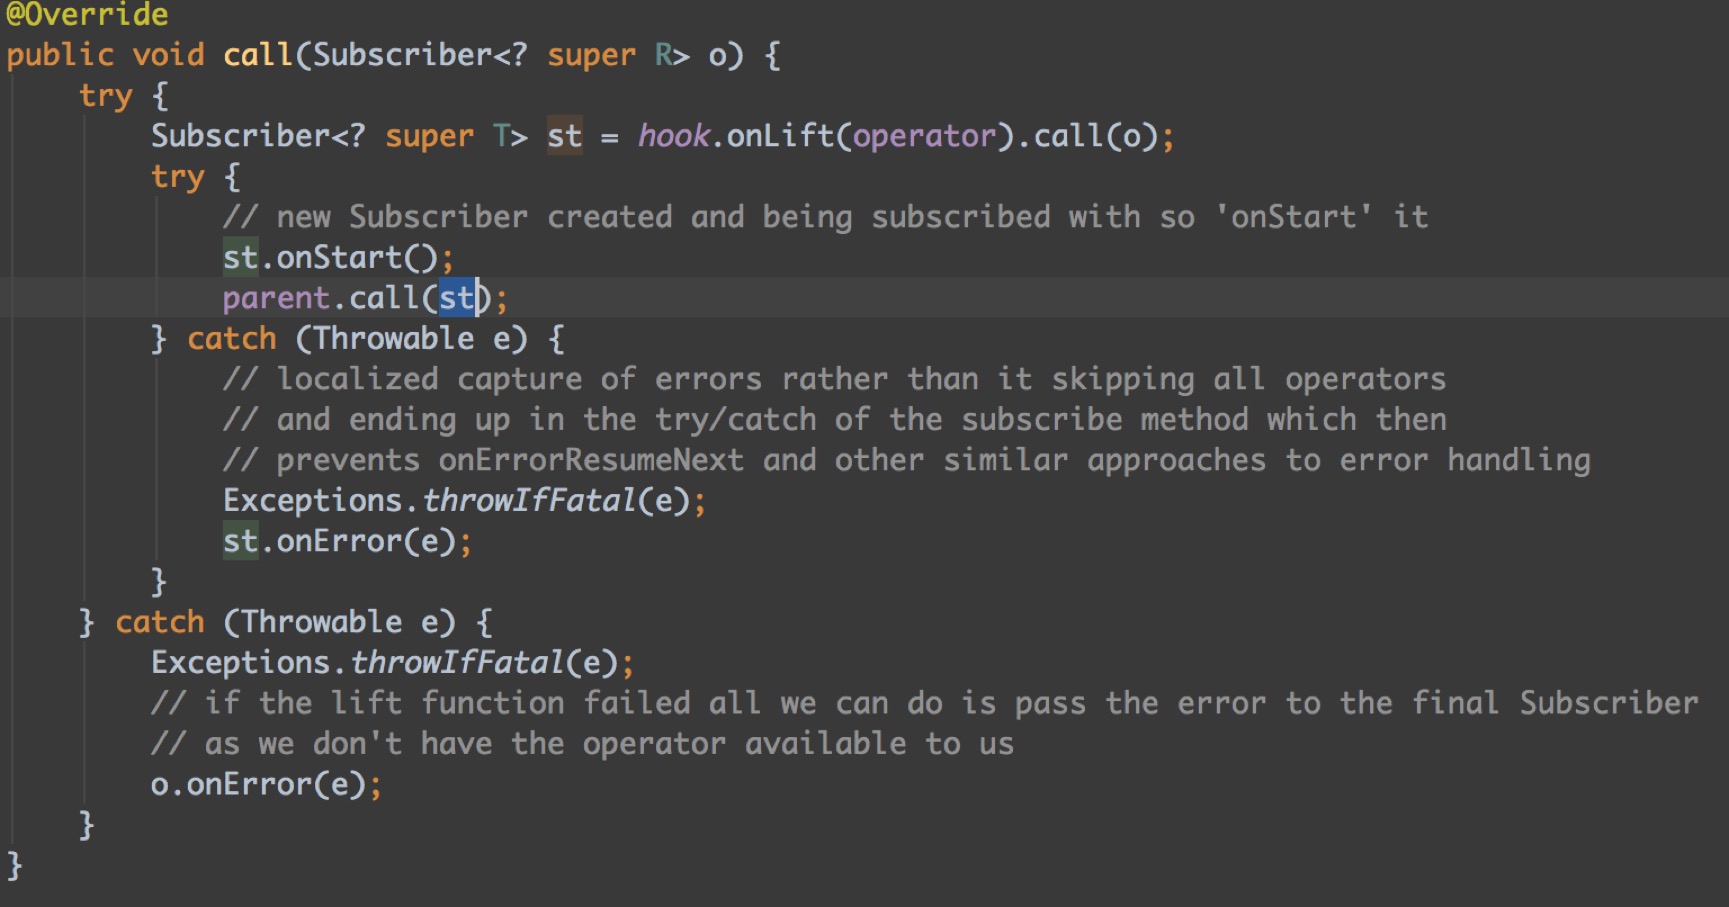 @Override
public void call(Subscriber<? super R> o) {
    try {
        Subscriber<? super T> st = hook.onLift(operator).call(o);
        try {
            // new Subscriber created and being subscribed with so 'onStart' it
            st.onStart();
            parent.call(st);
        } catch (Throwable e) {
            // localized capture of errors rather than it skipping all operators
            // and ending up in the try/catch of the subscribe method which then
            // prevents onErrorResumeNext and other similar approaches to error handling
            Exceptions.throwIfFatal(e);
            st.onError(e);
        }
    } catch (Throwable e) {
        Exceptions.throwIfFatal(e);
        // if the lift function failed all we can do is pass the error to the final Subscriber
        // as we don't have the operator available to us
        o.onError(e);
    }
}